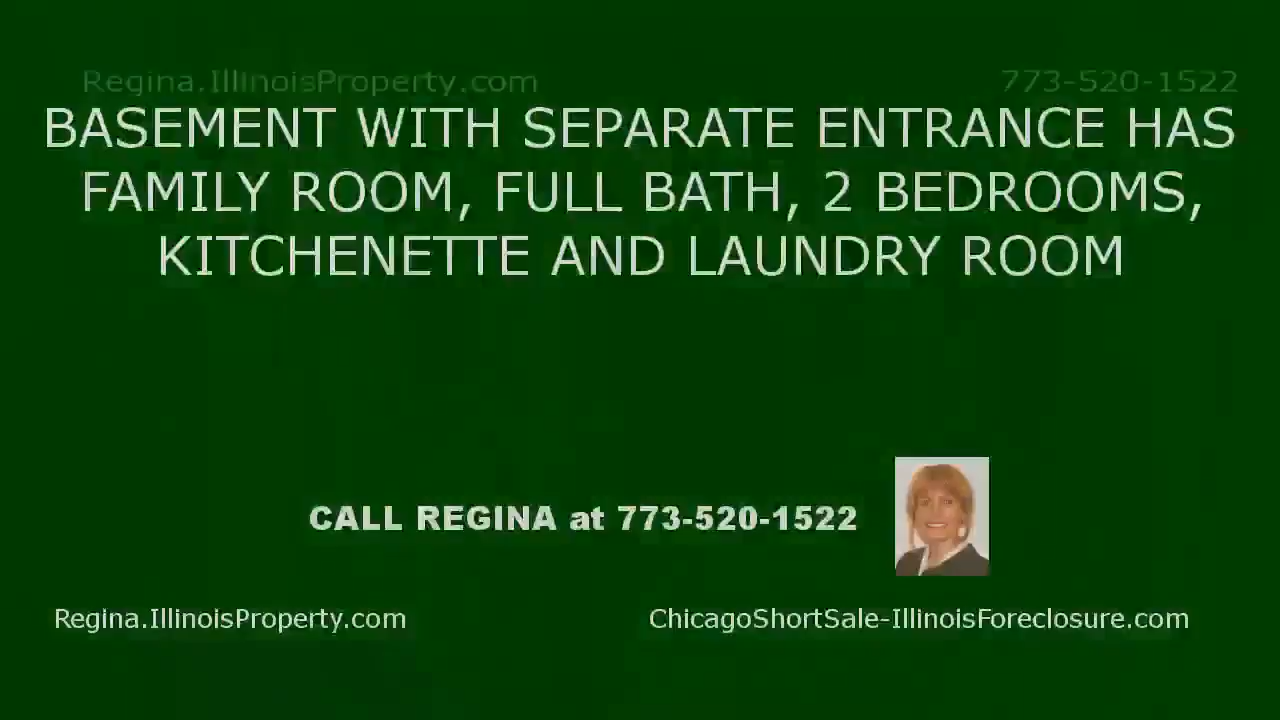 Regina.IllinoisProperty.com 773-520-1522
BASEMENT WITH SEPARATE ENTRANCE HAS
FAMILY ROOM, FULL BATH, 2 BEDROOMS,
KITCHENETTE AND LAUNDRY ROOM
CALL REGINA at 773-520-1522
Regina.IllinoisProperty.com ChicagoShortSale-IllinoisForeclosure.com